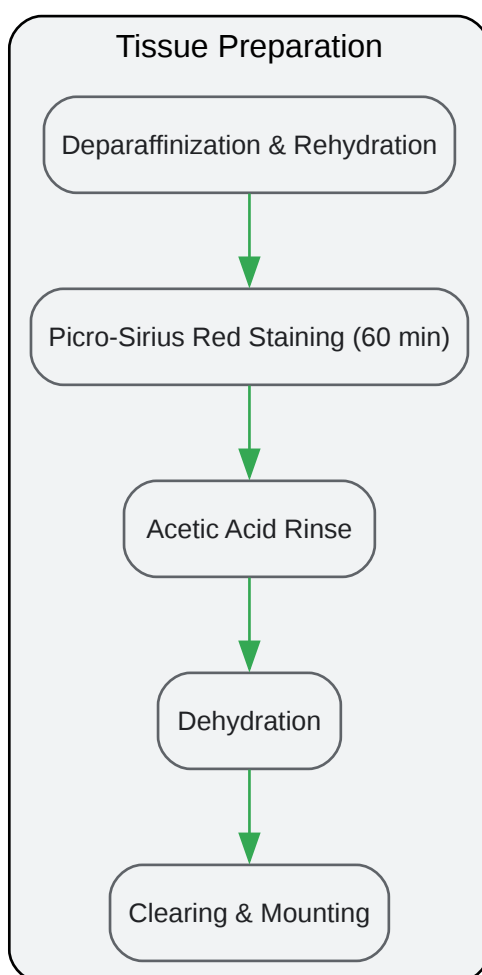 Tissue Preparation
Deparaffinization & Rehydration
Picro-Sirius Red Staining (60 min)
Acetic Acid Rinse
Dehydration
Clearing & Mounting